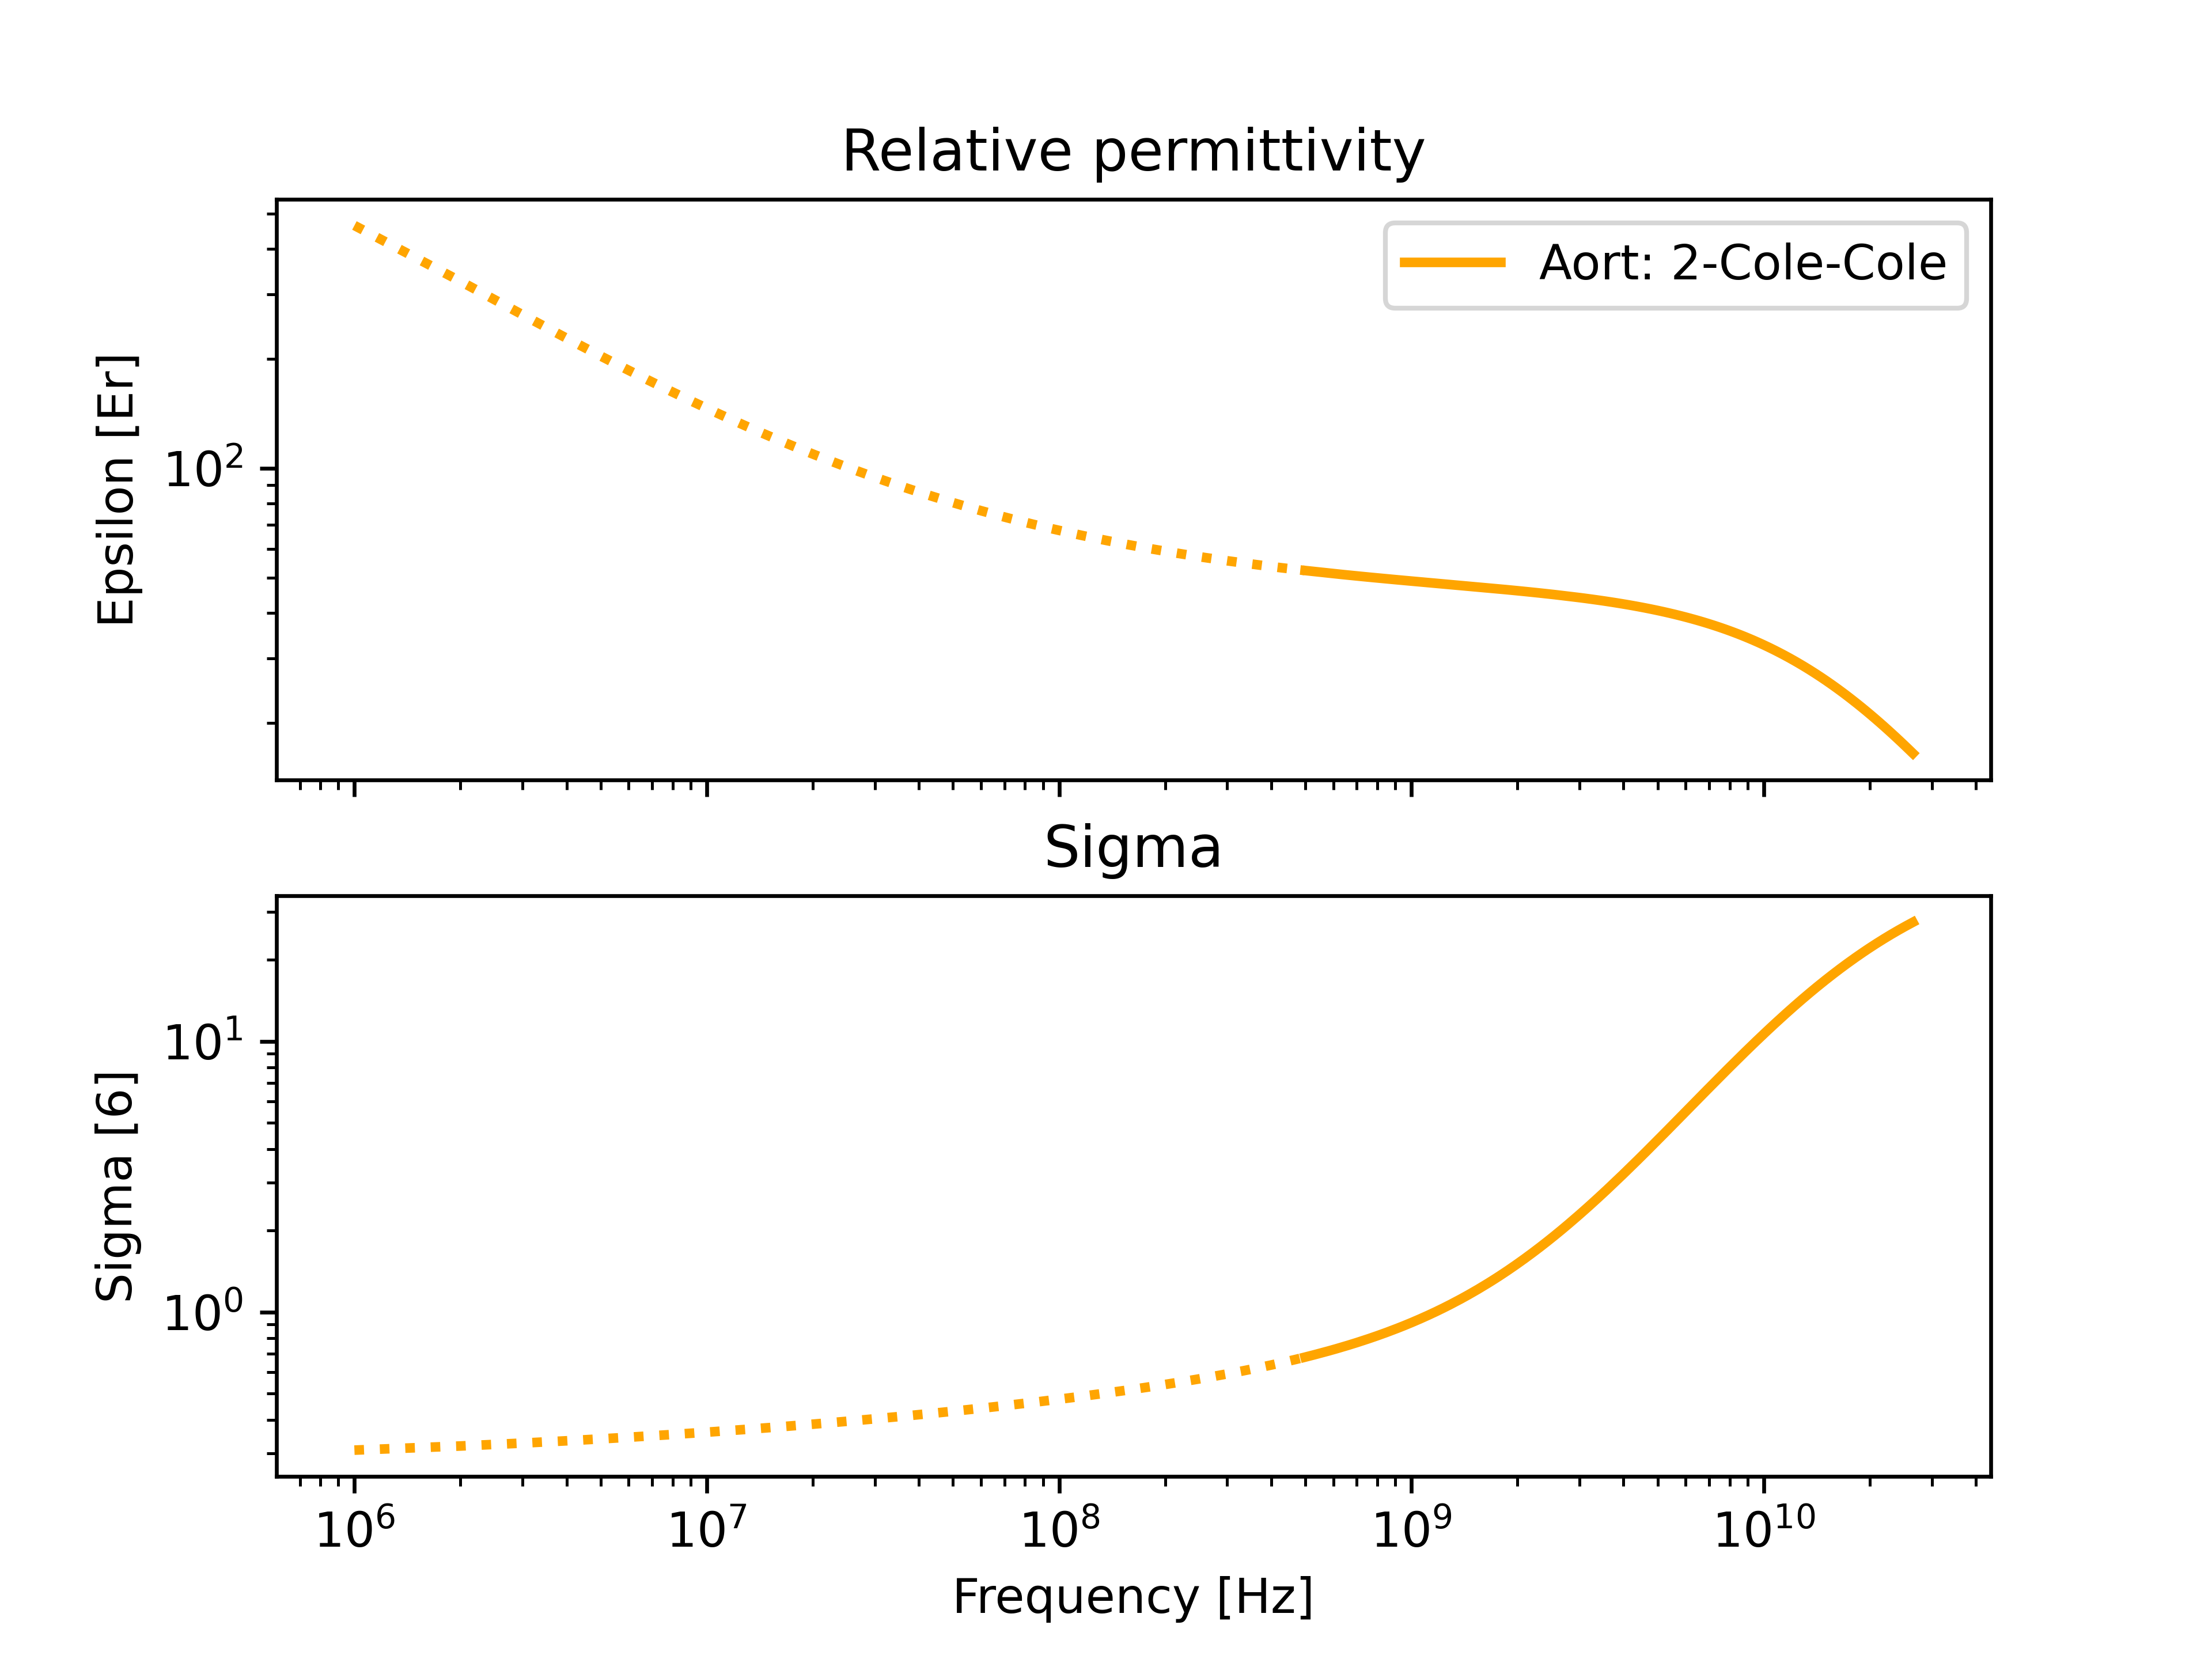 Relative permittivity
Aort: 2-Cole-Cole
Epsilon [Er]
10²
Sigma
Sigma [6]
10¹
10⁰
10⁶ 10⁷ 10⁸ 10⁹ 10¹⁰
Frequency [Hz]